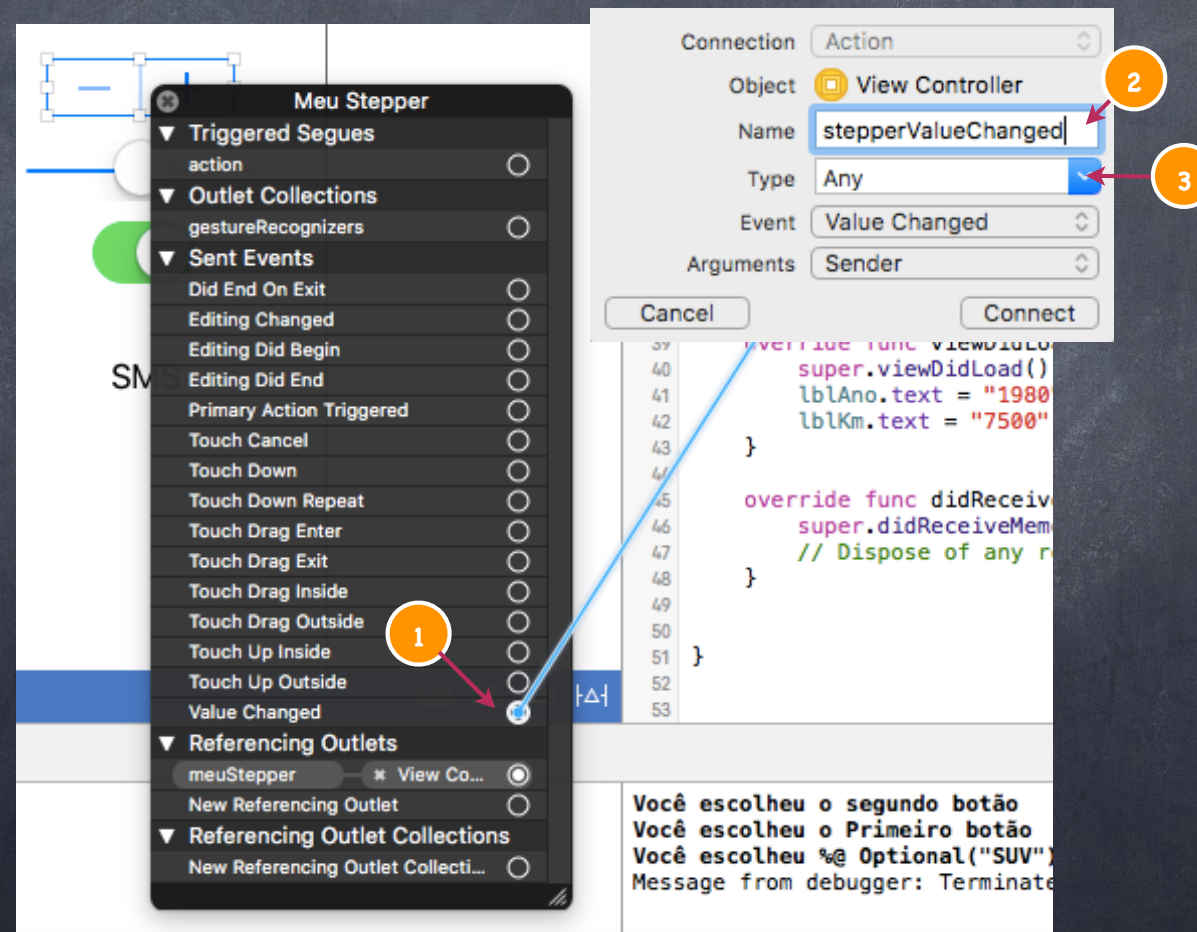 Connection Action
Object View Controller
2
Name stepperValueChanged
Type Any
3
Event Value Changed
Arguments Sender
Cancel Connect
Meu Stepper
Triggered Segues
action
Outlet Collections
gestureRecognizers
Sent Events
Did End On Exit
Editing Changed
Editing Did Begin
Editing Did End
Primary Action Triggered
Touch Cancel
Touch Down
Touch Down Repeat
Touch Drag Enter
Touch Drag Exit
Touch Drag Inside
Touch Drag Outside
1
Touch Up Inside
Touch Up Outside
Value Changed
Referencing Outlets
meuStepper View Co...
New Referencing Outlet
Referencing Outlet Collections
New Referencing Outlet Collecti...
SM
39 override func viewDidLo
40 super.viewDidLoad()
41 lblAno.text = "1980"
42 lblKm.text = "7500"
43 }
44
45 override func didReceive
46 super.didReceiveMem
47 // Dispose of any r
48 }
49
50
51 }
52
53
Você escolheu o segundo botão
Você escolheu o Primeiro botão
Você escolheu %@ Optional("SUV")
Message from debugger: Terminate